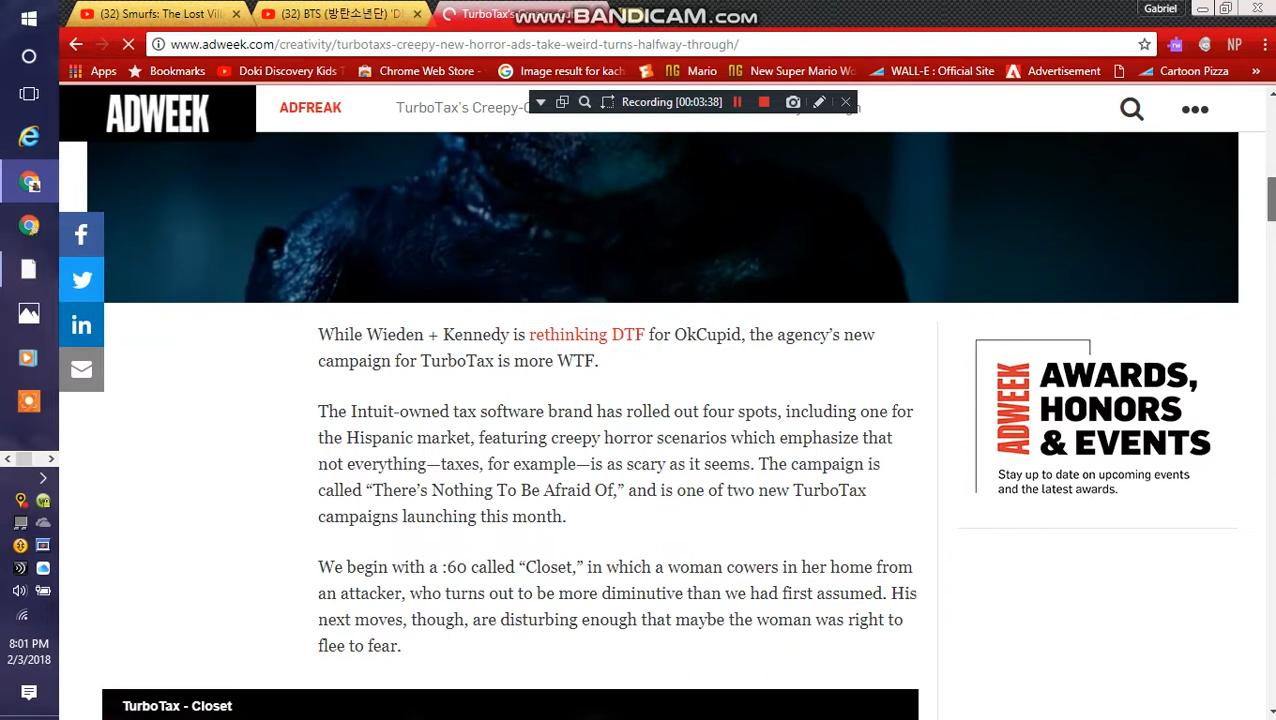 (32) Smurfs: The Lost Vill
(32) BTS (방탄소년단) 'D
TurboTax's
www.BANDICAM.com
Gabriel
www.adweek.com/creativity/turbotaxs-creepy-new-horror-ads-take-weird-turns-halfway-through/
NP
Apps
Bookmarks
Doki Discovery Kids
Chrome Web Store -
Image result for kach
NG Mario
NG New Super Mario Wo
WALL-E : Official Site
Advertisement
Cartoon Pizza
»
Recording [00:03:38]
ADWEEK
ADFREAK
TurboTax's Creepy-
While Wieden + Kennedy is rethinking DTF for OkCupid, the agency's new
campaign for TurboTax is more WTF.
The Intuit-owned tax software brand has rolled out four spots, including one for
the Hispanic market, featuring creepy horror scenarios which emphasize that
not everything—taxes, for example—is as scary as it seems. The campaign is
called “There's Nothing To Be Afraid Of,” and is one of two new TurboTax
campaigns launching this month.
We begin with a :60 called “Closet,” in which a woman cowers in her home from
an attacker, who turns out to be more diminutive than we had first assumed. His
next moves, though, are disturbing enough that maybe the woman was right to
flee to fear.
TurboTax - Closet
ADWEEK
AWARDS,
HONORS
& EVENTS
Stay up to date on upcoming events
and the latest awards.
8:01 PM
2/3/2018